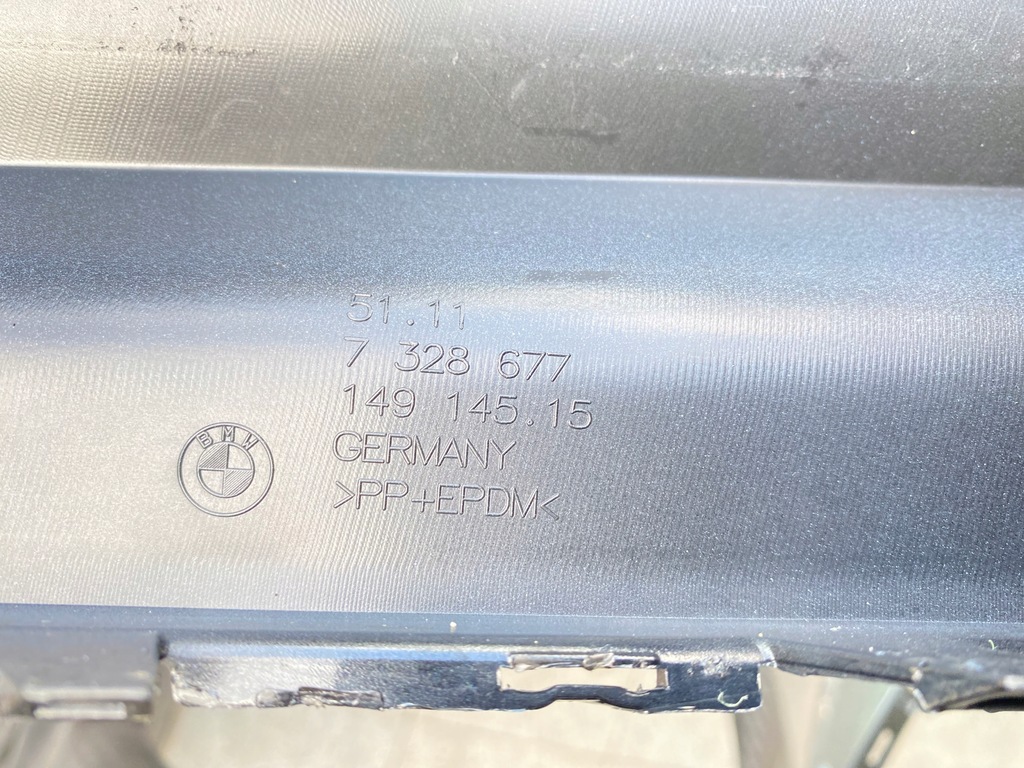 51.11
7 328 677
149 145.15
GERMANY
>PP+EPDM<
BMW